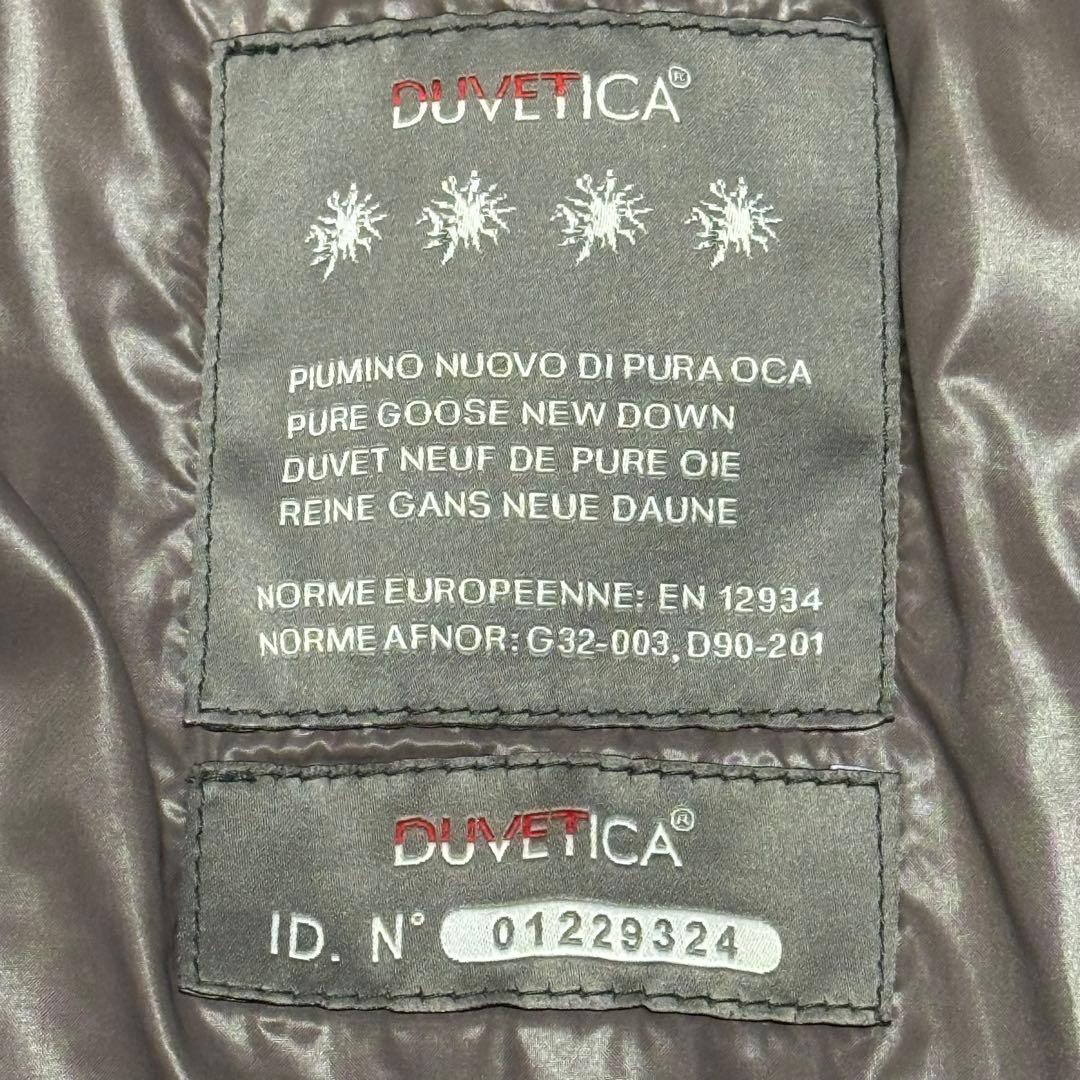 DUVETICA®
PIUMINO NUOVO DI PURA OCA
PURE GOOSE NEW DOWN
DUVET NEUF DE PURE OIE
REINE GANS NEUE DAUNE
NORME EUROPEENNE: EN 12934
NORME AFNOR: G32-003, D90-201
DUVETICA®
ID. N° 01229324